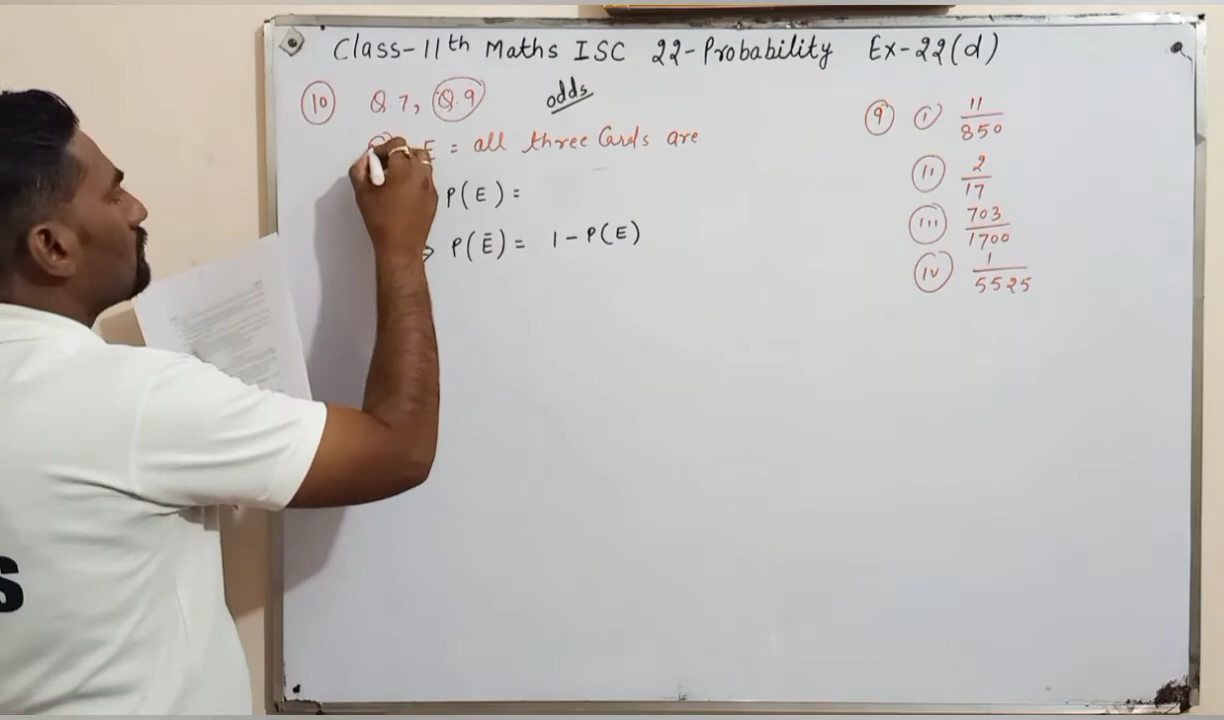 Class-11th Maths ISC 22-Probability Ex-22(d)
10 Q.7, Q.9 odds
E = all three Cards are
P(E) =
P(Ē) = 1-P(E)
9 i 11/850
ii 2/17
iii 703/1700
iv 1/5525
S